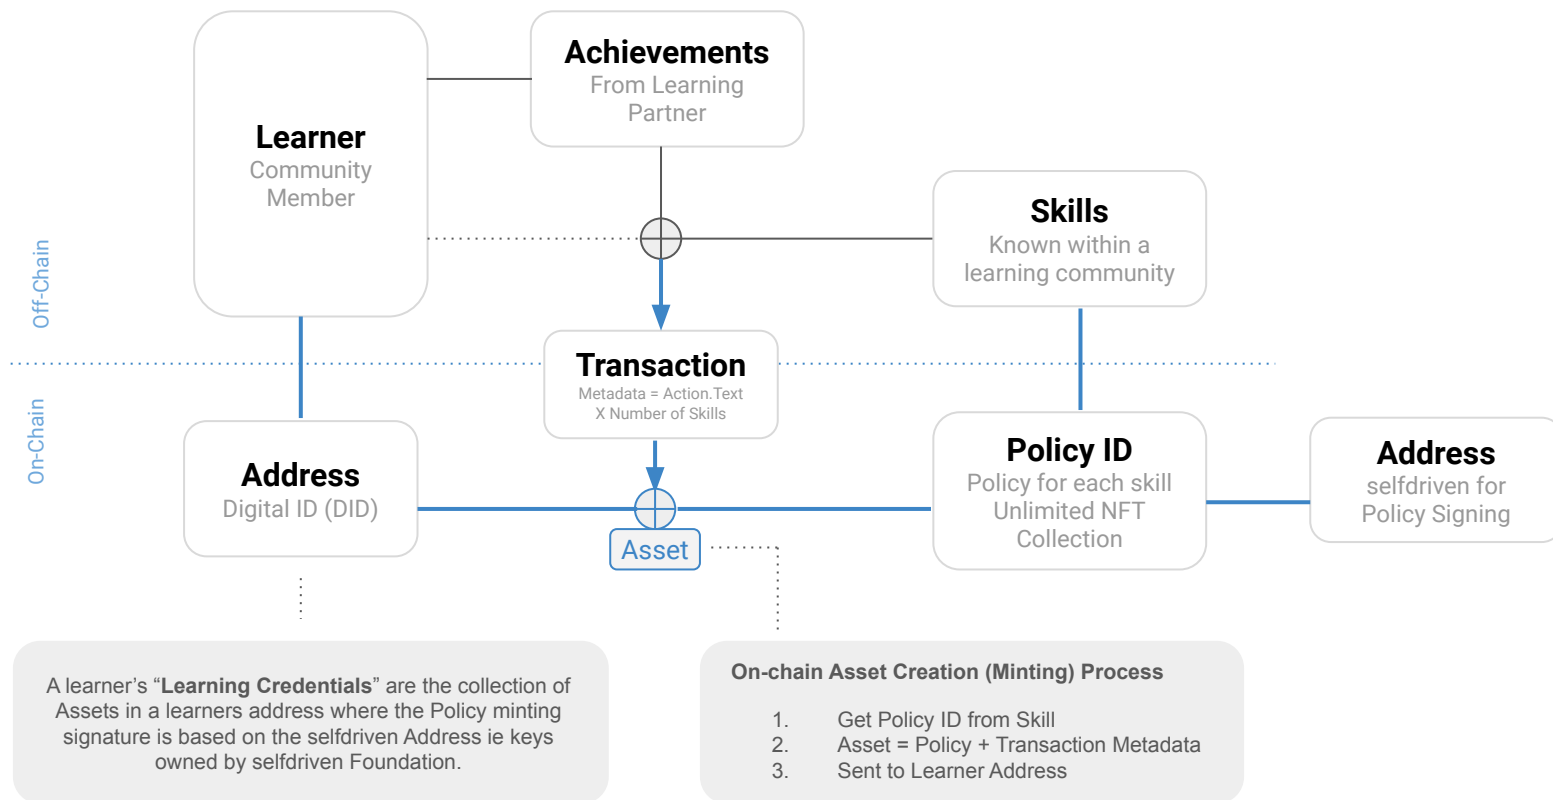 Achievements
From Learning
Partner
Learner
Community
Member
Skills
Known within a
learning community
Off-Chain
Transaction
Metadata = Action.Text
X Number of Skills
On-Chain
Address
Digital ID (DID)
Policy ID
Policy for each skill
Unlimited NFT
Collection
Address
selfdriven for
Policy Signing
Asset
A learner’s “Learning Credentials” are the collection of
Assets in a learners address where the Policy minting
signature is based on the selfdriven Address ie keys
owned by selfdriven Foundation.
On-chain Asset Creation (Minting) Process
1. Get Policy ID from Skill
2. Asset = Policy + Transaction Metadata
3. Sent to Learner Address